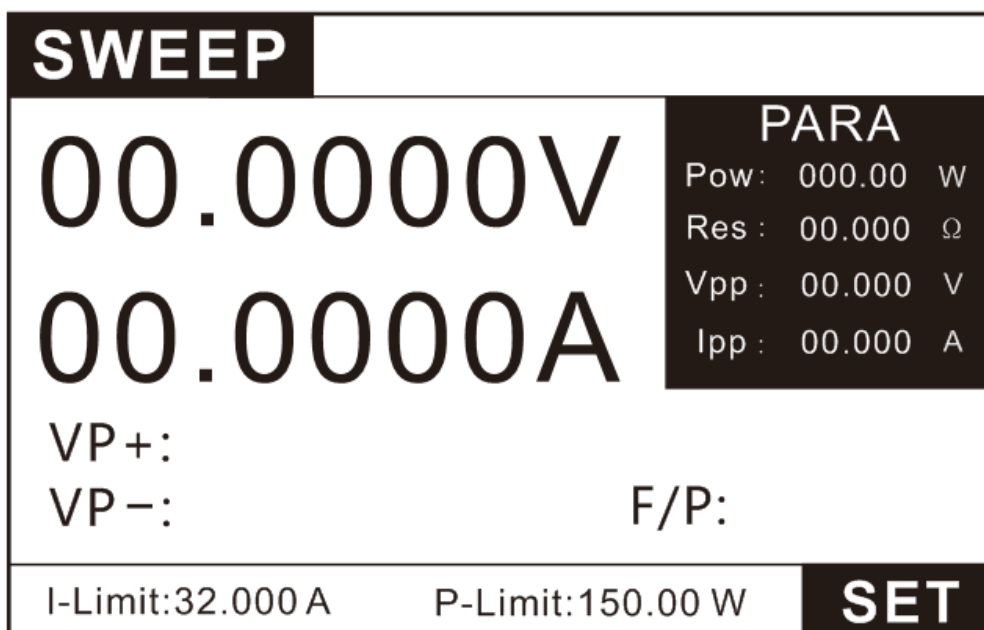 SWEEP
00.0000V
00.0000A
PARA
Pow: 000.00 W
Res: 00.000 Ω
Vpp: 00.000 V
Ipp: 00.000 A
VP+:
VP−:
F/P:
I-Limit:32.000 A
P-Limit:150.00 W
SET